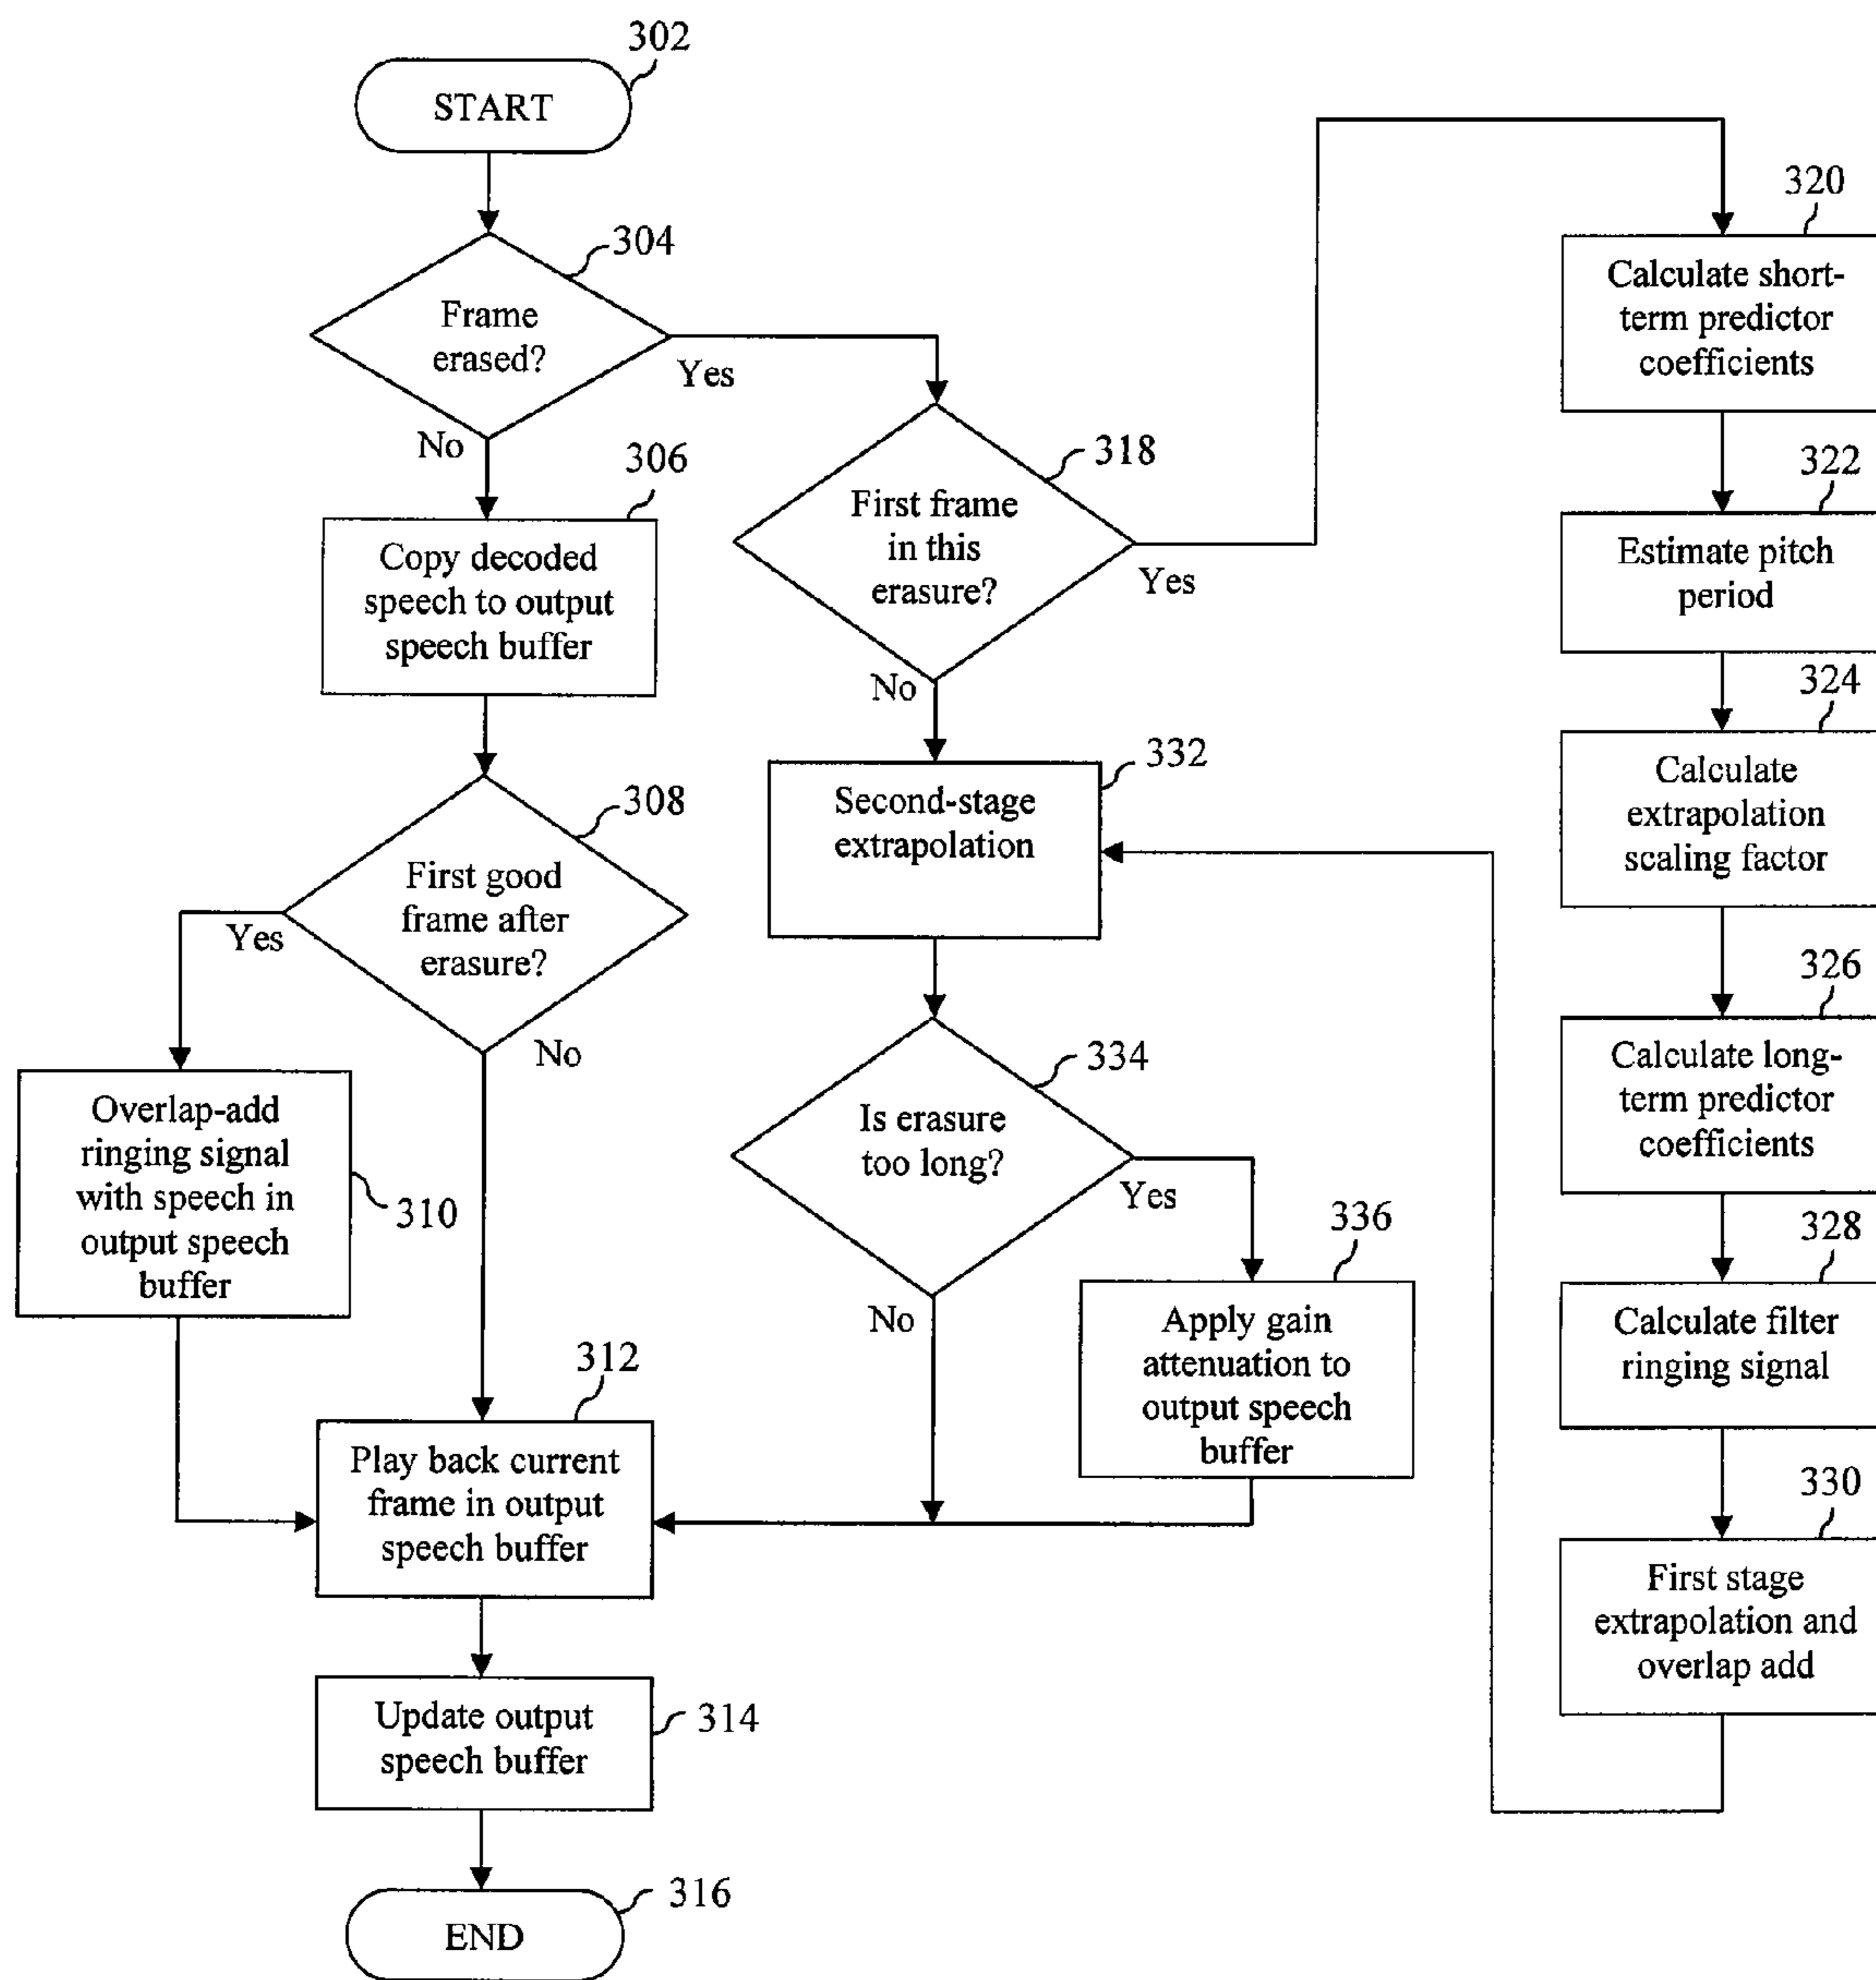 302
START
304
Frame
erased?
Yes
No
306
Copy decoded
speech to output
speech buffer
308
First good
frame after
erasure?
Yes
No
Overlap-add
ringing signal
with speech in
output speech
buffer
310
312
Play back current
frame in output
speech buffer
Update output
speech buffer
314
316
END
318
First frame
in this
erasure?
Yes
No
332
Second-stage
extrapolation
334
Is erasure
too long?
Yes
No
336
Apply gain
attenuation to
output speech
buffer
320
Calculate short-
term predictor
coefficients
322
Estimate pitch
period
324
Calculate
extrapolation
scaling factor
326
Calculate long-
term predictor
coefficients
328
Calculate filter
ringing signal
330
First stage
extrapolation and
overlap add